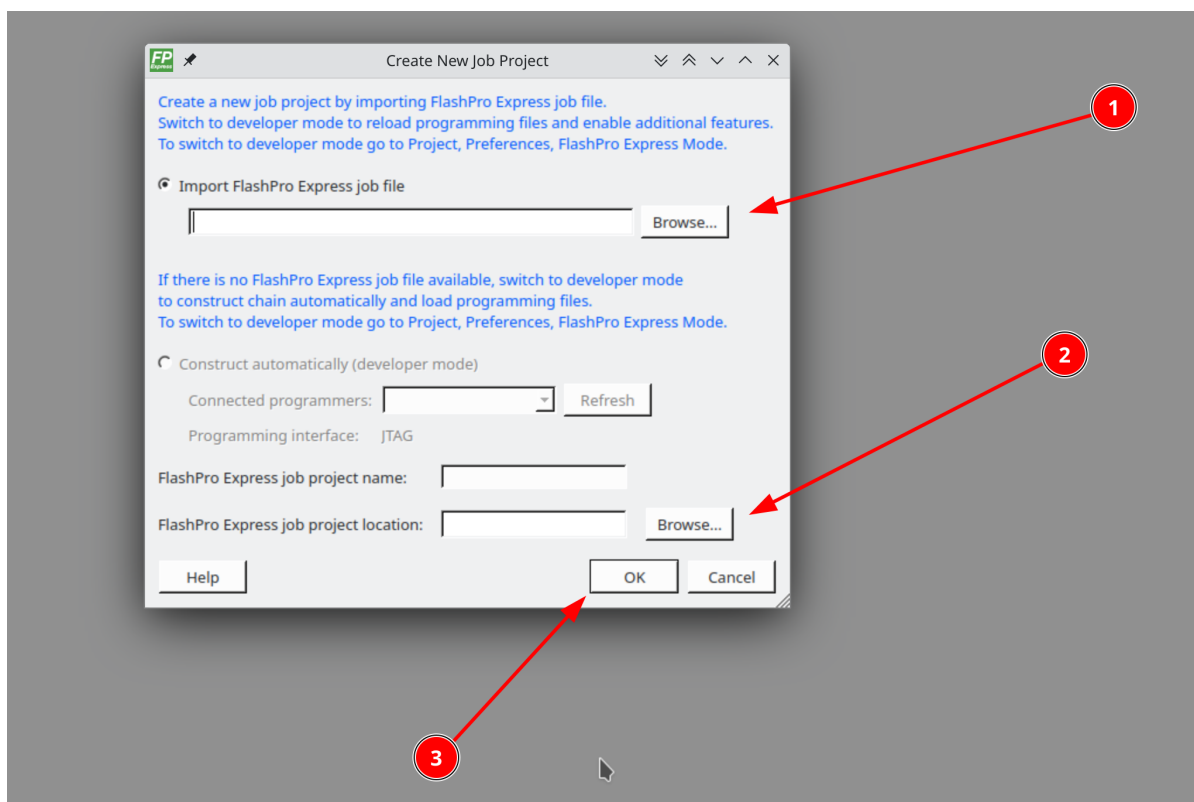 FP
Express
Create New Job Project
Create a new job project by importing FlashPro Express job file.
Switch to developer mode to reload programming files and enable additional features.
To switch to developer mode go to Project, Preferences, FlashPro Express Mode.
1
Import FlashPro Express job file
Browse...
If there is no FlashPro Express job file available, switch to developer mode
to construct chain automatically and load programming files.
To switch to developer mode go to Project, Preferences, FlashPro Express Mode.
2
Construct automatically (developer mode)
Connected programmers:
Refresh
Programming interface: JTAG
FlashPro Express job project name:
FlashPro Express job project location:
Browse...
Help
OK
Cancel
3